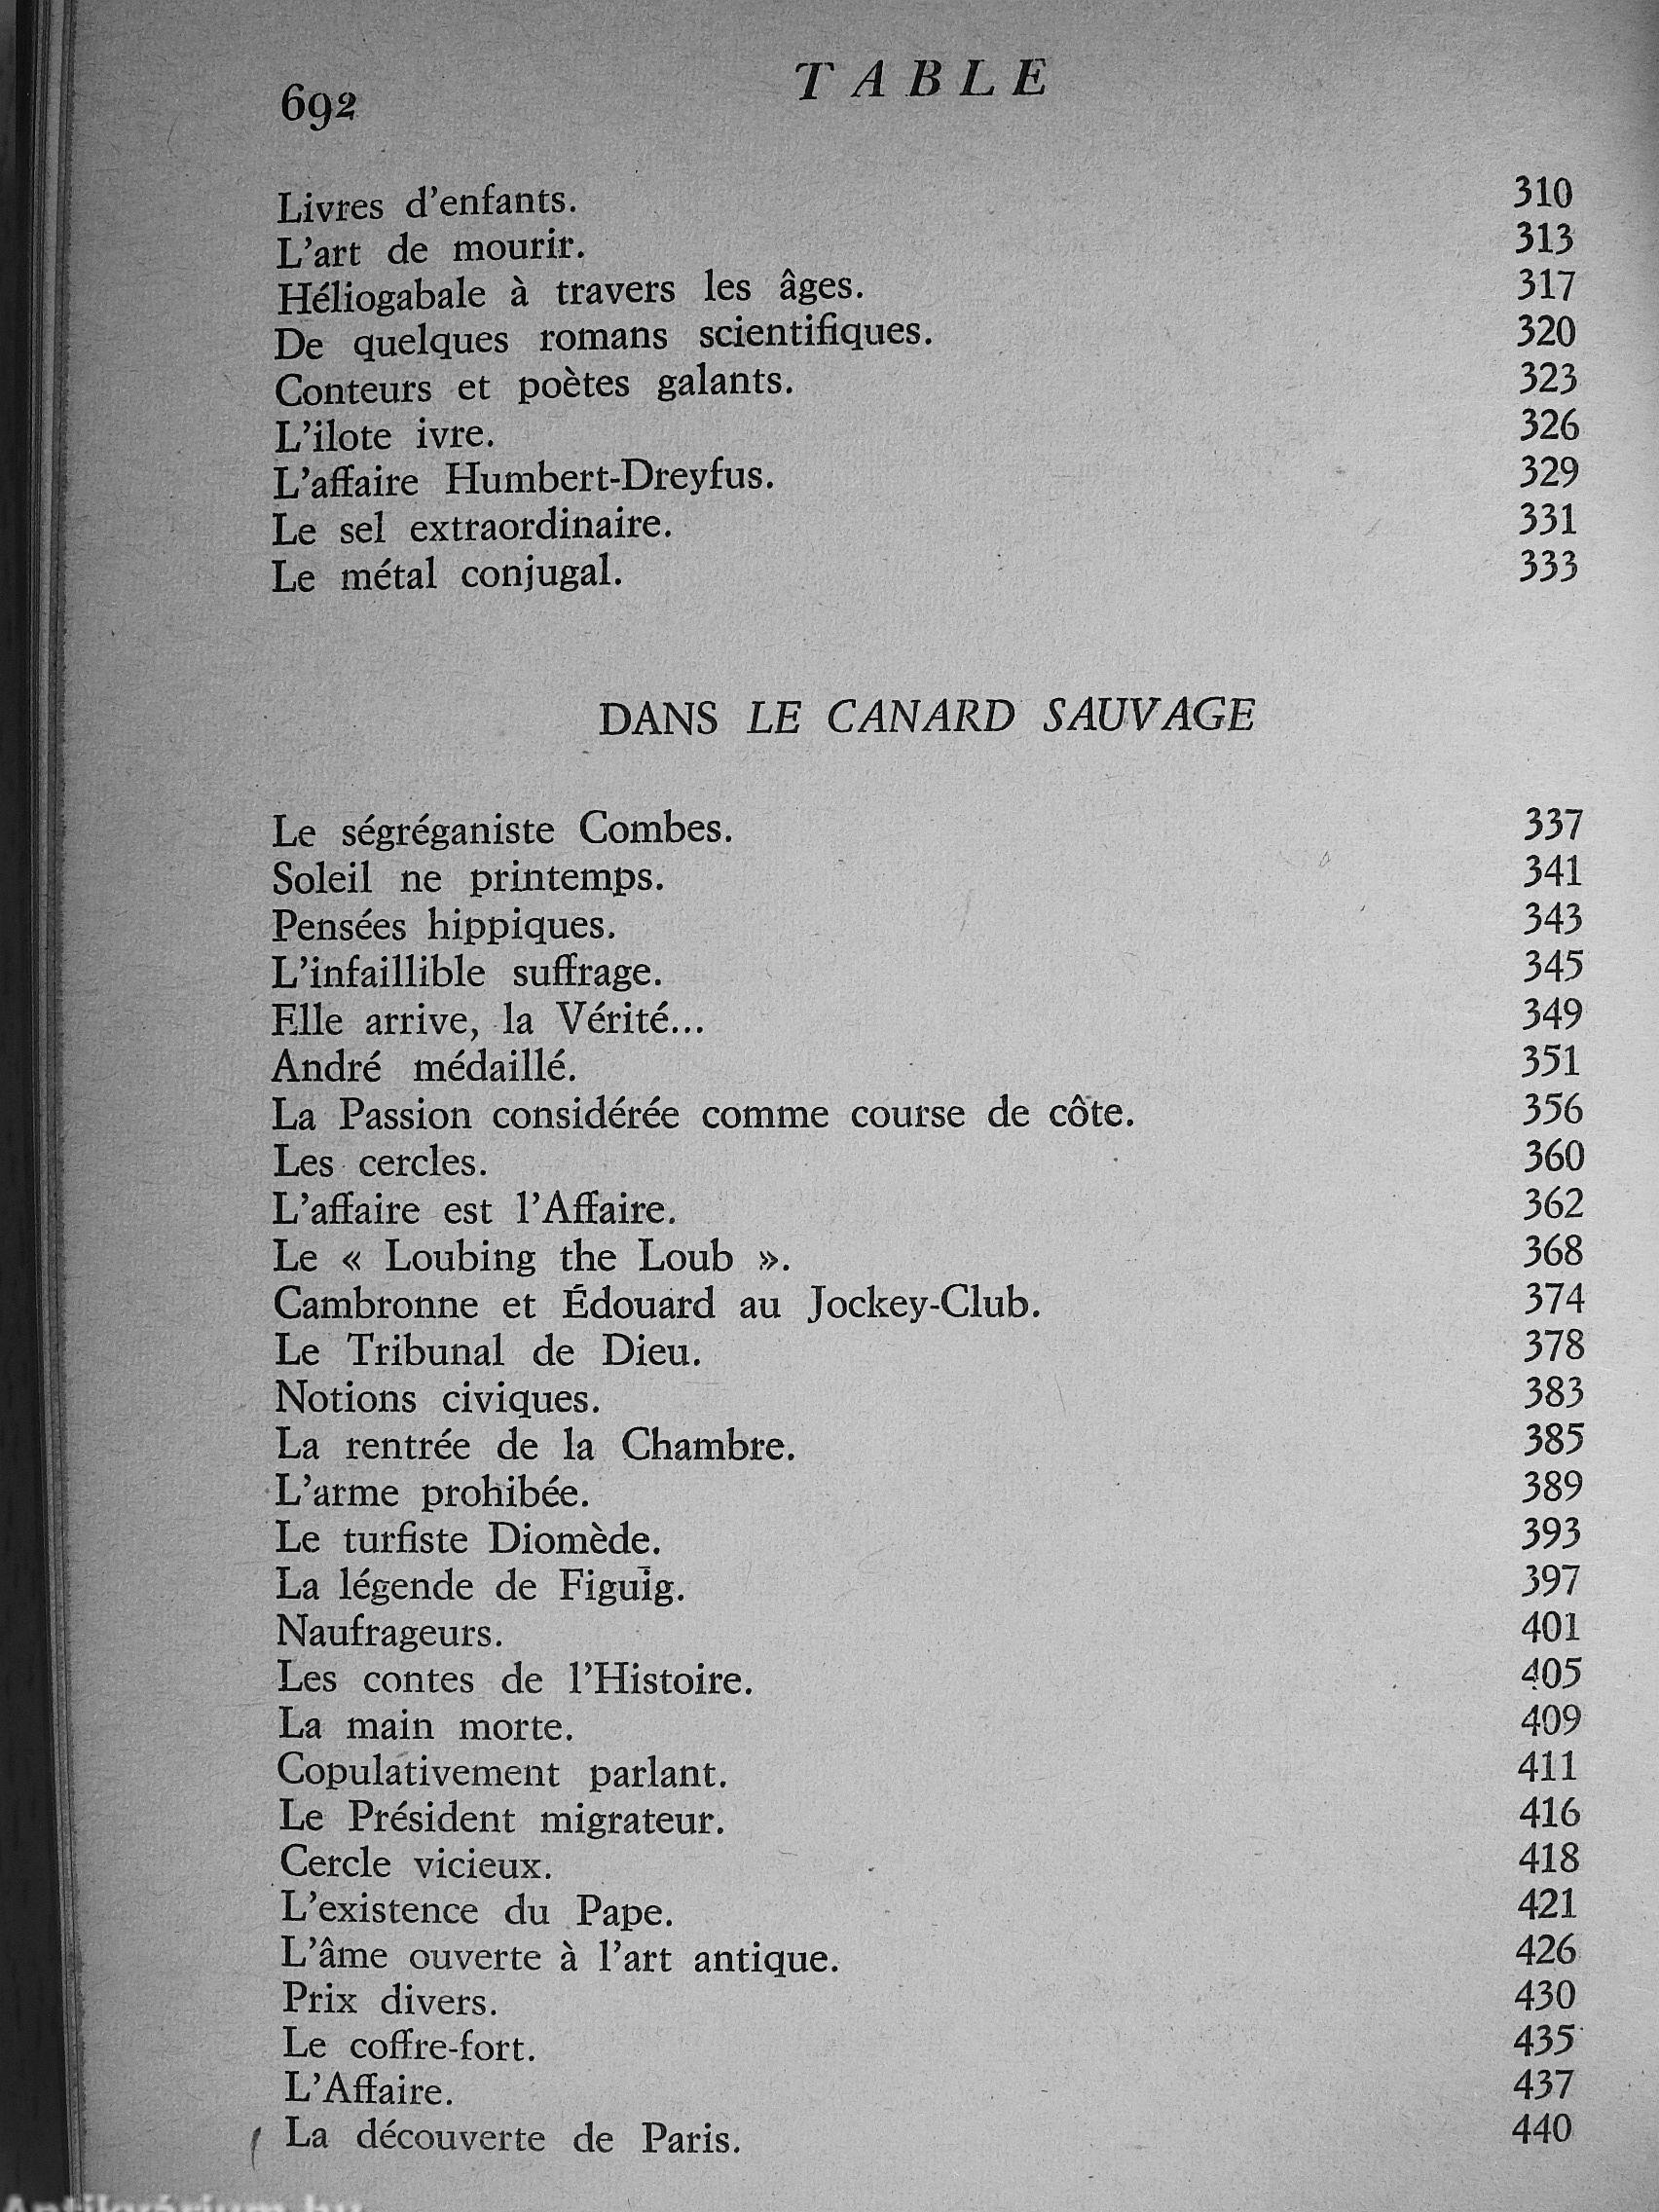 692 TABLE
Livres d'enfants. 310
L'art de mourir. 313
Héliogabale à travers les âges. 317
De quelques romans scientifiques. 320
Conteurs et poètes galants. 323
L'ilote ivre. 326
L'affaire Humbert-Dreyfus. 329
Le sel extraordinaire. 331
Le métal conjugal. 333
DANS LE CANARD SAUVAGE
Le ségréganiste Combes. 337
Soleil ne printemps. 341
Pensées hippiques. 343
L'infaillible suffrage. 345
Elle arrive, la Vérité... 349
André médaillé. 351
La Passion considérée comme course de côte. 356
Les cercles. 360
L'affaire est l'Affaire. 362
Le « Loubing the Loub ». 368
Cambronne et Édouard au Jockey-Club. 374
Le Tribunal de Dieu. 378
Notions civiques. 383
La rentrée de la Chambre. 385
L'arme prohibée. 389
Le turfiste Diomède. 393
La légende de Figuig. 397
Naufrageurs. 401
Les contes de l'Histoire. 405
La main morte. 409
Copulativement parlant. 411
Le Président migrateur. 416
Cercle vicieux. 418
L'existence du Pape. 421
L'âme ouverte à l'art antique. 426
Prix divers. 430
Le coffre-fort. 435
L'Affaire. 437
La découverte de Paris. 440